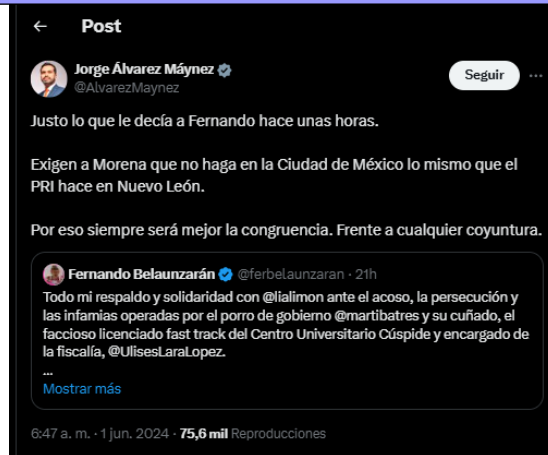 ← Post
Jorge Álvarez Máynez
@AlvarezMaynez
Seguir ...
Justo lo que le decía a Fernando hace unas horas.
Exigen a Morena que no haga en la Ciudad de México lo mismo que el
PRI hace en Nuevo León.
Por eso siempre será mejor la congruencia. Frente a cualquier coyuntura.
Fernando Belaunzarán @ferbelaunzaran · 21h
Todo mi respaldo y solidaridad con @lialimon ante el acoso, la persecución y
las infamias operadas por el porro de gobierno @martibatres y su cuñado, el
faccioso licenciado fast track del Centro Universitario Cúspide y encargado de
la fiscalía, @UlisesLaraLopez.
...
Mostrar más
6:47 a. m. · 1 jun. 2024 · 75,6 mil Reproducciones